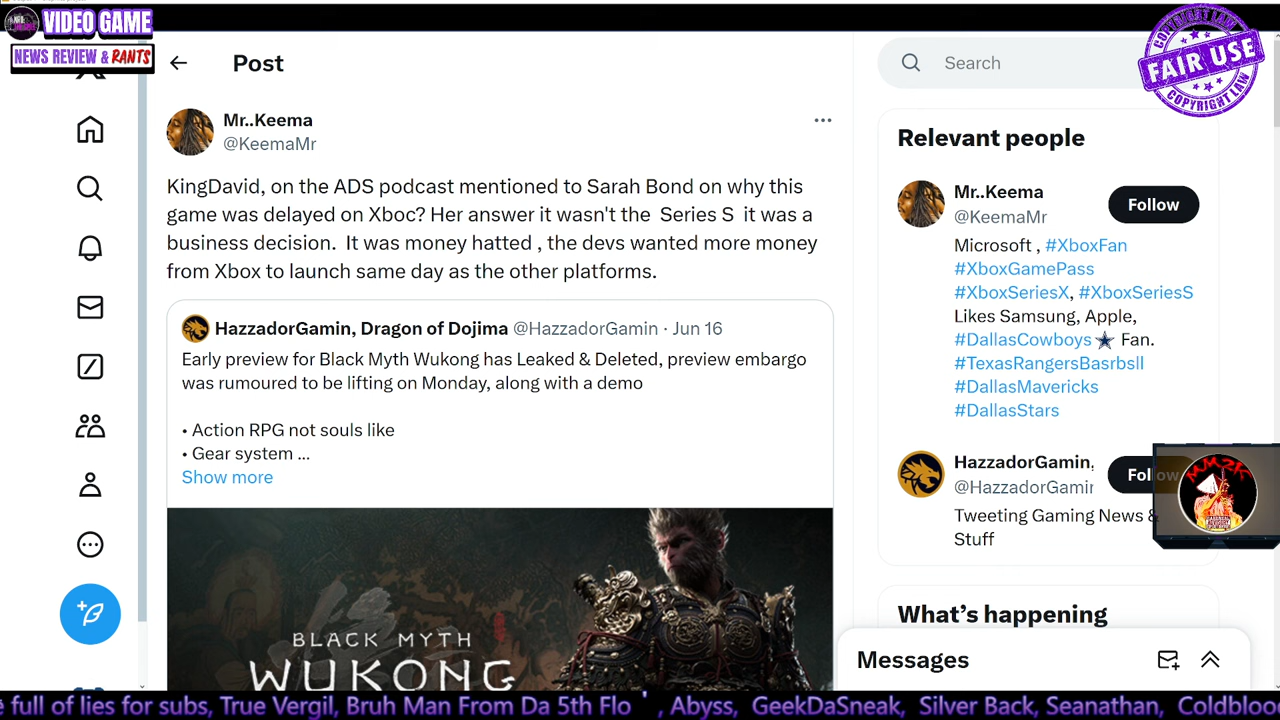 VIDEO GAME
NEWS REVIEW & RANTS
Post
Search
COPYRIGHT LAW
FAIR USE
COPYRIGHT LAW
Mr..Keema
@KeemaMr
KingDavid, on the ADS podcast mentioned to Sarah Bond on why this
game was delayed on Xboc? Her answer it wasn't the Series S it was a
business decision. It was money hatted , the devs wanted more money
from Xbox to launch same day as the other platforms.
HazzadorGamin, Dragon of Dojima @HazzadorGamin · Jun 16
Early preview for Black Myth Wukong has Leaked & Deleted, preview embargo
was rumoured to be lifting on Monday, along with a demo
• Action RPG not souls like
• Gear system ...
Show more
BLACK MYTH
WUKONG
Relevant people
Mr..Keema
@KeemaMr
Follow
Microsoft , #XboxFan
#XboxGamePass
#XboxSeriesX, #XboxSeriesS
Likes Samsung, Apple,
#DallasCowboys Fan.
#TexasRangersBasrbsll
#DallasMavericks
#DallasStars
HazzadorGamin,
@HazzadorGamin
Follow
Tweeting Gaming News &
Stuff
MM2K
What's happening
Messages
full of lies for subs, True Vergil, Bruh Man From Da 5th Flo ' , Abyss, GeekDaSneak, Silver Back, Seanathan, Coldbloo